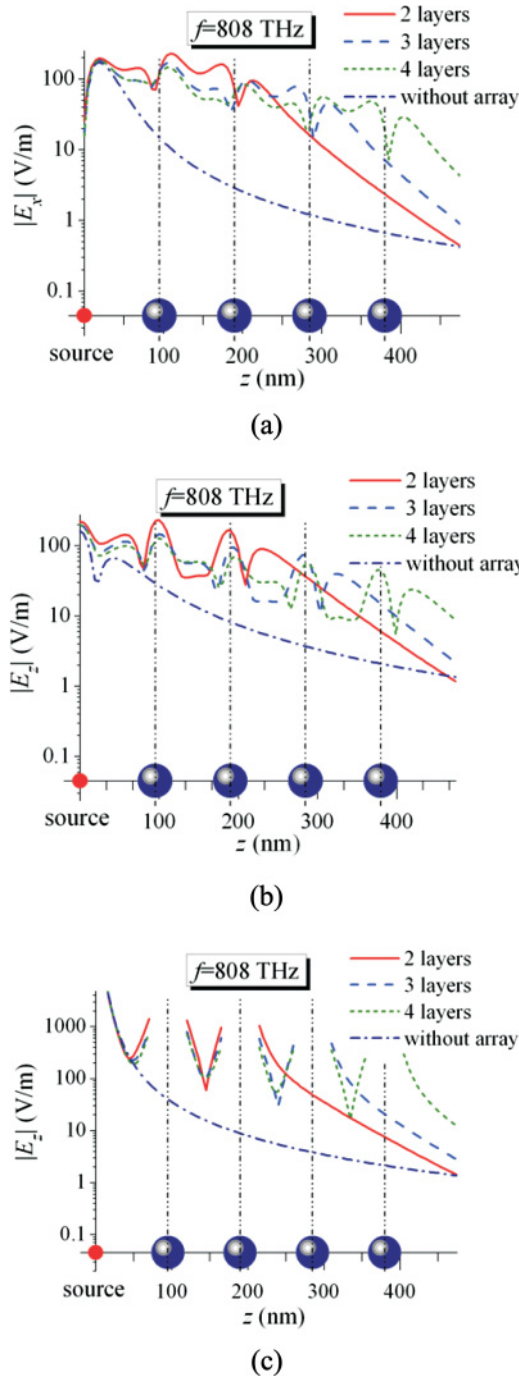 f=808 THz
2 layers
3 layers
4 layers
without array
|Eₓ| (V/m)
100
10
1
0.1
source
100
200
300
400
z (nm)
(a)
f=808 THz
2 layers
3 layers
4 layers
without array
|E_z| (V/m)
100
10
1
0.1
source
100
200
300
400
z (nm)
(b)
f=808 THz
2 layers
3 layers
4 layers
without array
|E_z| (V/m)
1000
100
10
1
0.1
source
100
200
300
400
z (nm)
(c)